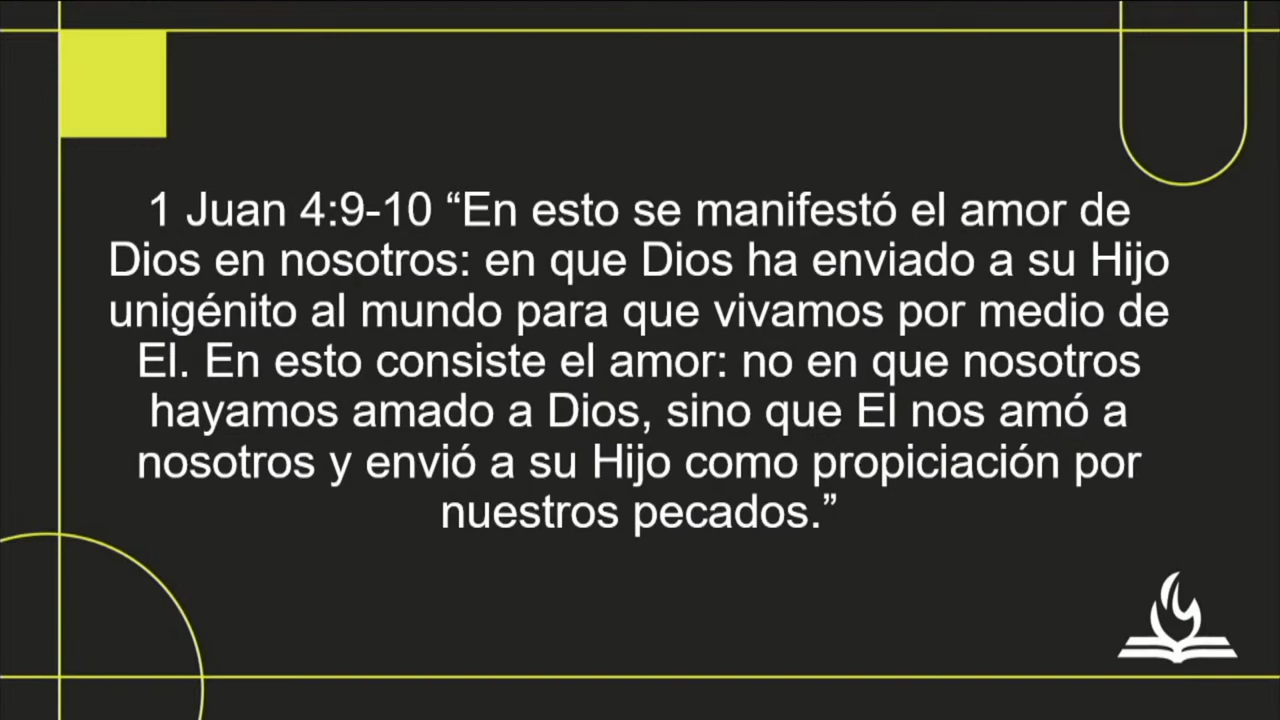 1 Juan 4:9-10 “En esto se manifestó el amor de
Dios en nosotros: en que Dios ha enviado a su Hijo
unigénito al mundo para que vivamos por medio de
El. En esto consiste el amor: no en que nosotros
hayamos amado a Dios, sino que El nos amó a
nosotros y envió a su Hijo como propiciación por
nuestros pecados.”